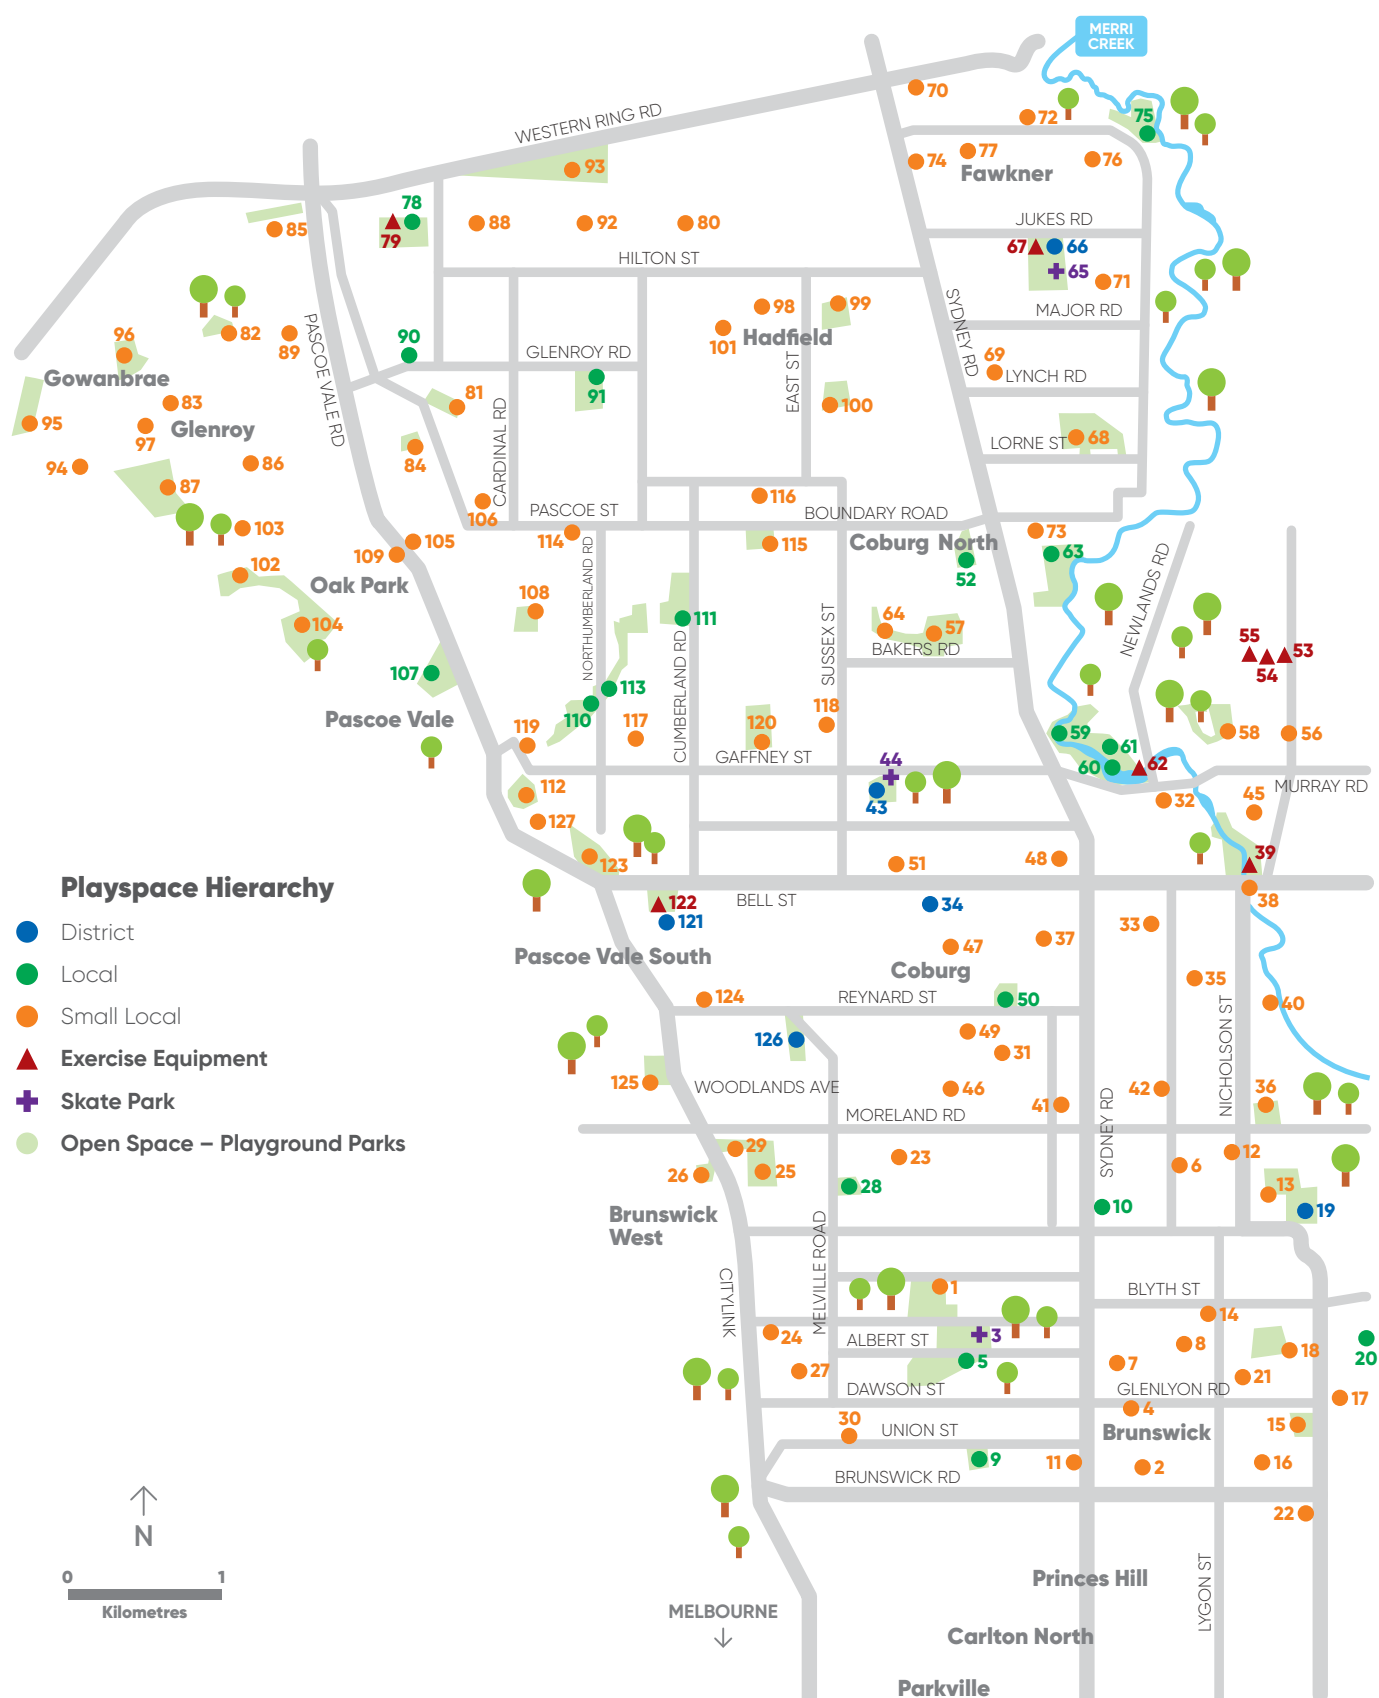 MERRI
CREEK
70
WESTERN RING RD
72
75
93
74
77
76
Fawkner
78
79
85
88
92
80
JUKES RD
HILTON ST
67
66
65
71
98
99
MAJOR RD
SYDNEY RD
PASCOE VALE RD
96
82
89
90
101
Hadfield
GLENROY RD
EAST ST
69
LYNCH RD
Gowanbrae
91
81
83
95
97
Glenroy
CARDINAL RD
100
LORNE ST
68
84
94
86
87
106
116
PASCOE ST
BOUNDARY ROAD
103
114
115
Coburg North
73
109
105
NORTHUMBERLAND RD
52
63
NEWLANDS RD
102
Oak Park
108
111
SUSSEX ST
64
57
104
BAKERS RD
55
54
53
107
113
110
CUMBERLAND RD
Pascoe Vale
119
117
120
118
59
61
60
62
58
56
GAFFNEY ST
44
43
MURRAY RD
112
127
32
45
123
51
48
39
38
Playspace Hierarchy
District
Local
Small Local
Exercise Equipment
Skate Park
Open Space – Playground Parks
BELL ST
122
121
34
33
Pascoe Vale South
47
37
Coburg
35
124
REYNARD ST
50
NICHOLSON ST
40
126
49
31
125
WOODLANDS AVE
46
41
42
36
MORELAND RD
SYDNEY RD
29
26
25
23
6
12
28
13
10
19
Brunswick
West
MELVILLE ROAD
CITYLINK
1
BLYTH ST
14
24
ALBERT ST
3
8
18
20
5
7
27
21
DAWSON ST
GLENLYON RD
17
30
4
UNION ST
Brunswick
15
9
11
2
16
BRUNSWICK RD
22
N
0
1
Kilometres
LYGON ST
Princes Hill
MELBOURNE
Carlton North
Parkville